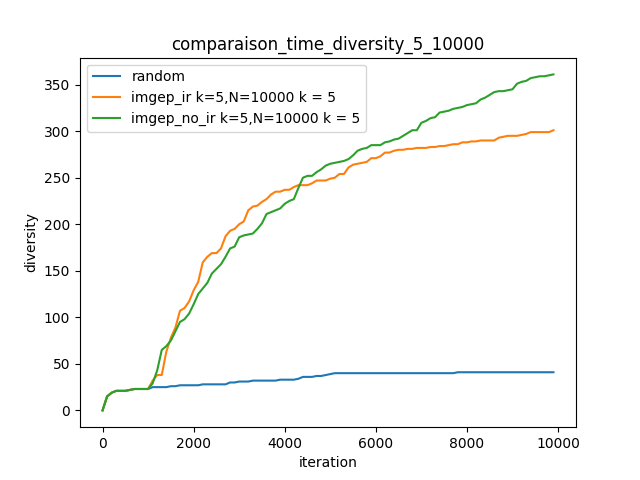 comparaison_time_diversity_5_10000
random
imgep_ir k=5,N=10000 k = 5
imgep_no_ir k=5,N=10000 k = 5
350
300
250
200
150
100
50
0
diversity
0 2000 4000 6000 8000 10000
iteration